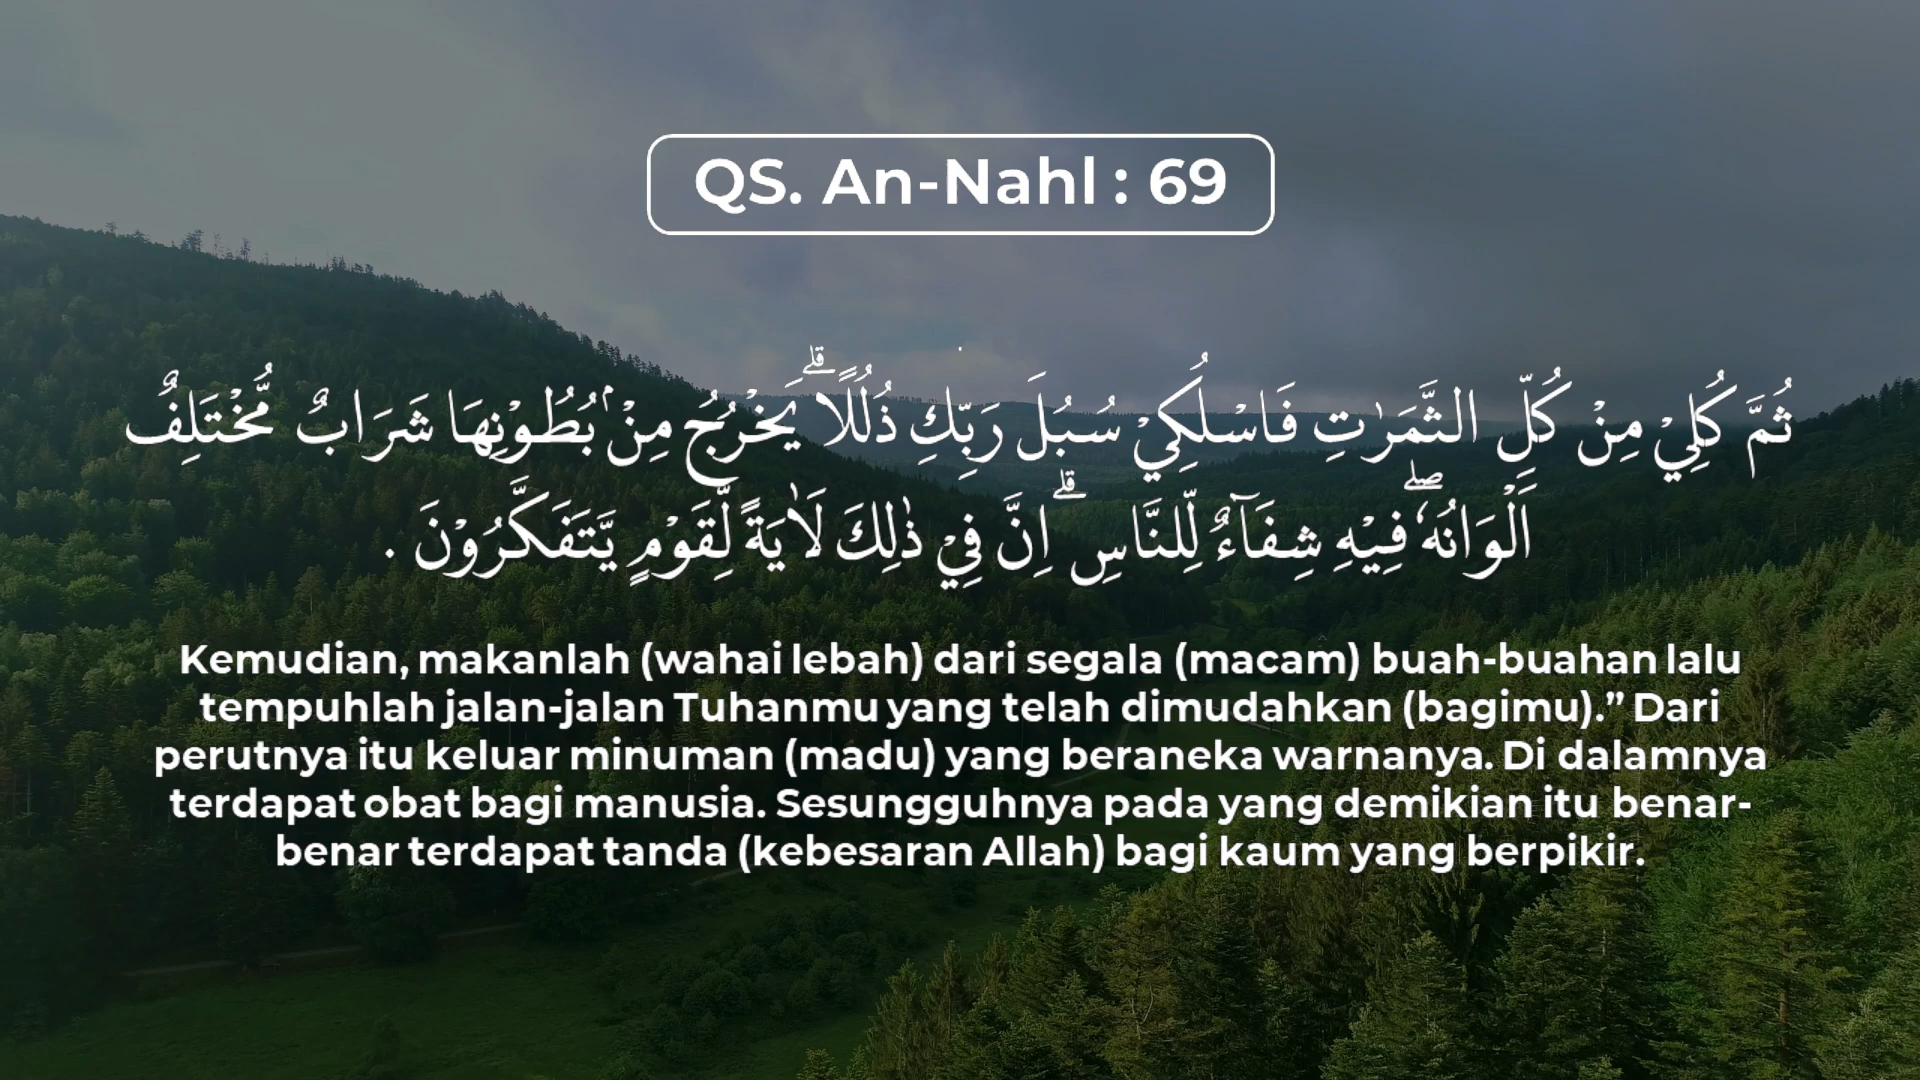 QS. An-Nahl : 69
ثُمَّ كُلِيْ مِنْ كُلِّ الثَّمَرٰتِ فَاسْلُكِيْ سُبُلَ رَبِّكِ ذُلُلًاۗ يَخْرُجُ مِنْۢ بُطُوْنِهَا شَرَابٌ مُّخْتَلِفٌ
اَلْوَانُهٗۖ فِيْهِ شِفَاۤءٌ لِّلنَّاسِۗ اِنَّ فِيْ ذٰلِكَ لَاٰيَةً لِّقَوْمٍ يَّتَفَكَّرُوْنَ .
Kemudian, makanlah (wahai lebah) dari segala (macam) buah-buahan lalu
tempuhlah jalan-jalan Tuhanmu yang telah dimudahkan (bagimu).” Dari
perutnya itu keluar minuman (madu) yang beraneka warnanya. Di dalamnya
terdapat obat bagi manusia. Sesungguhnya pada yang demikian itu benar-
benar terdapat tanda (kebesaran Allah) bagi kaum yang berpikir.